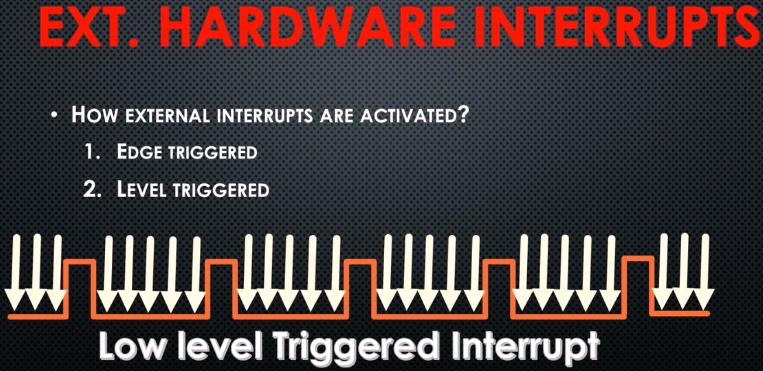 EXT. HARDWARE INTERRUPTS
• HOW EXTERNAL INTERRUPTS ARE ACTIVATED?
1. EDGE TRIGGERED
2. LEVEL TRIGGERED
Low level Triggered Interrupt